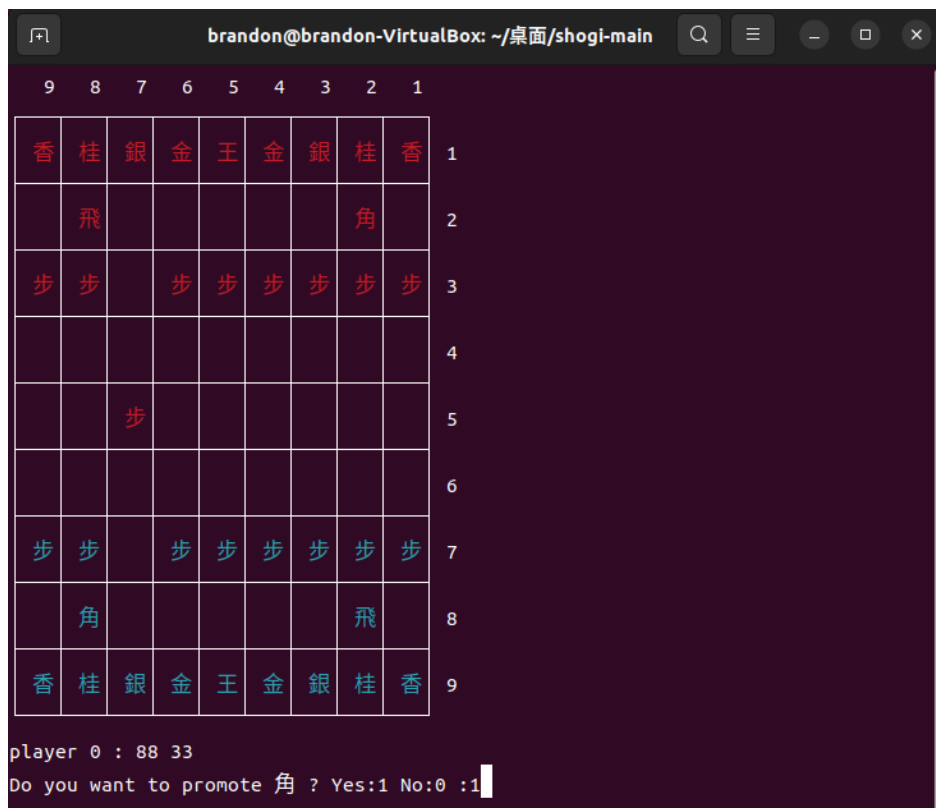 brandon@brandon-VirtualBox: ~/桌面/shogi-main
9 8 7 6 5 4 3 2 1
香 桂 銀 金 王 金 銀 桂 香 1
飛 角 2
步 步 步 步 步 步 步 步 3
4
步 5
6
步 步 步 步 步 步 步 步 7
角 飛 8
香 桂 銀 金 王 金 銀 桂 香 9
player 0 : 88 33
Do you want to promote 角 ? Yes:1 No:0 :1